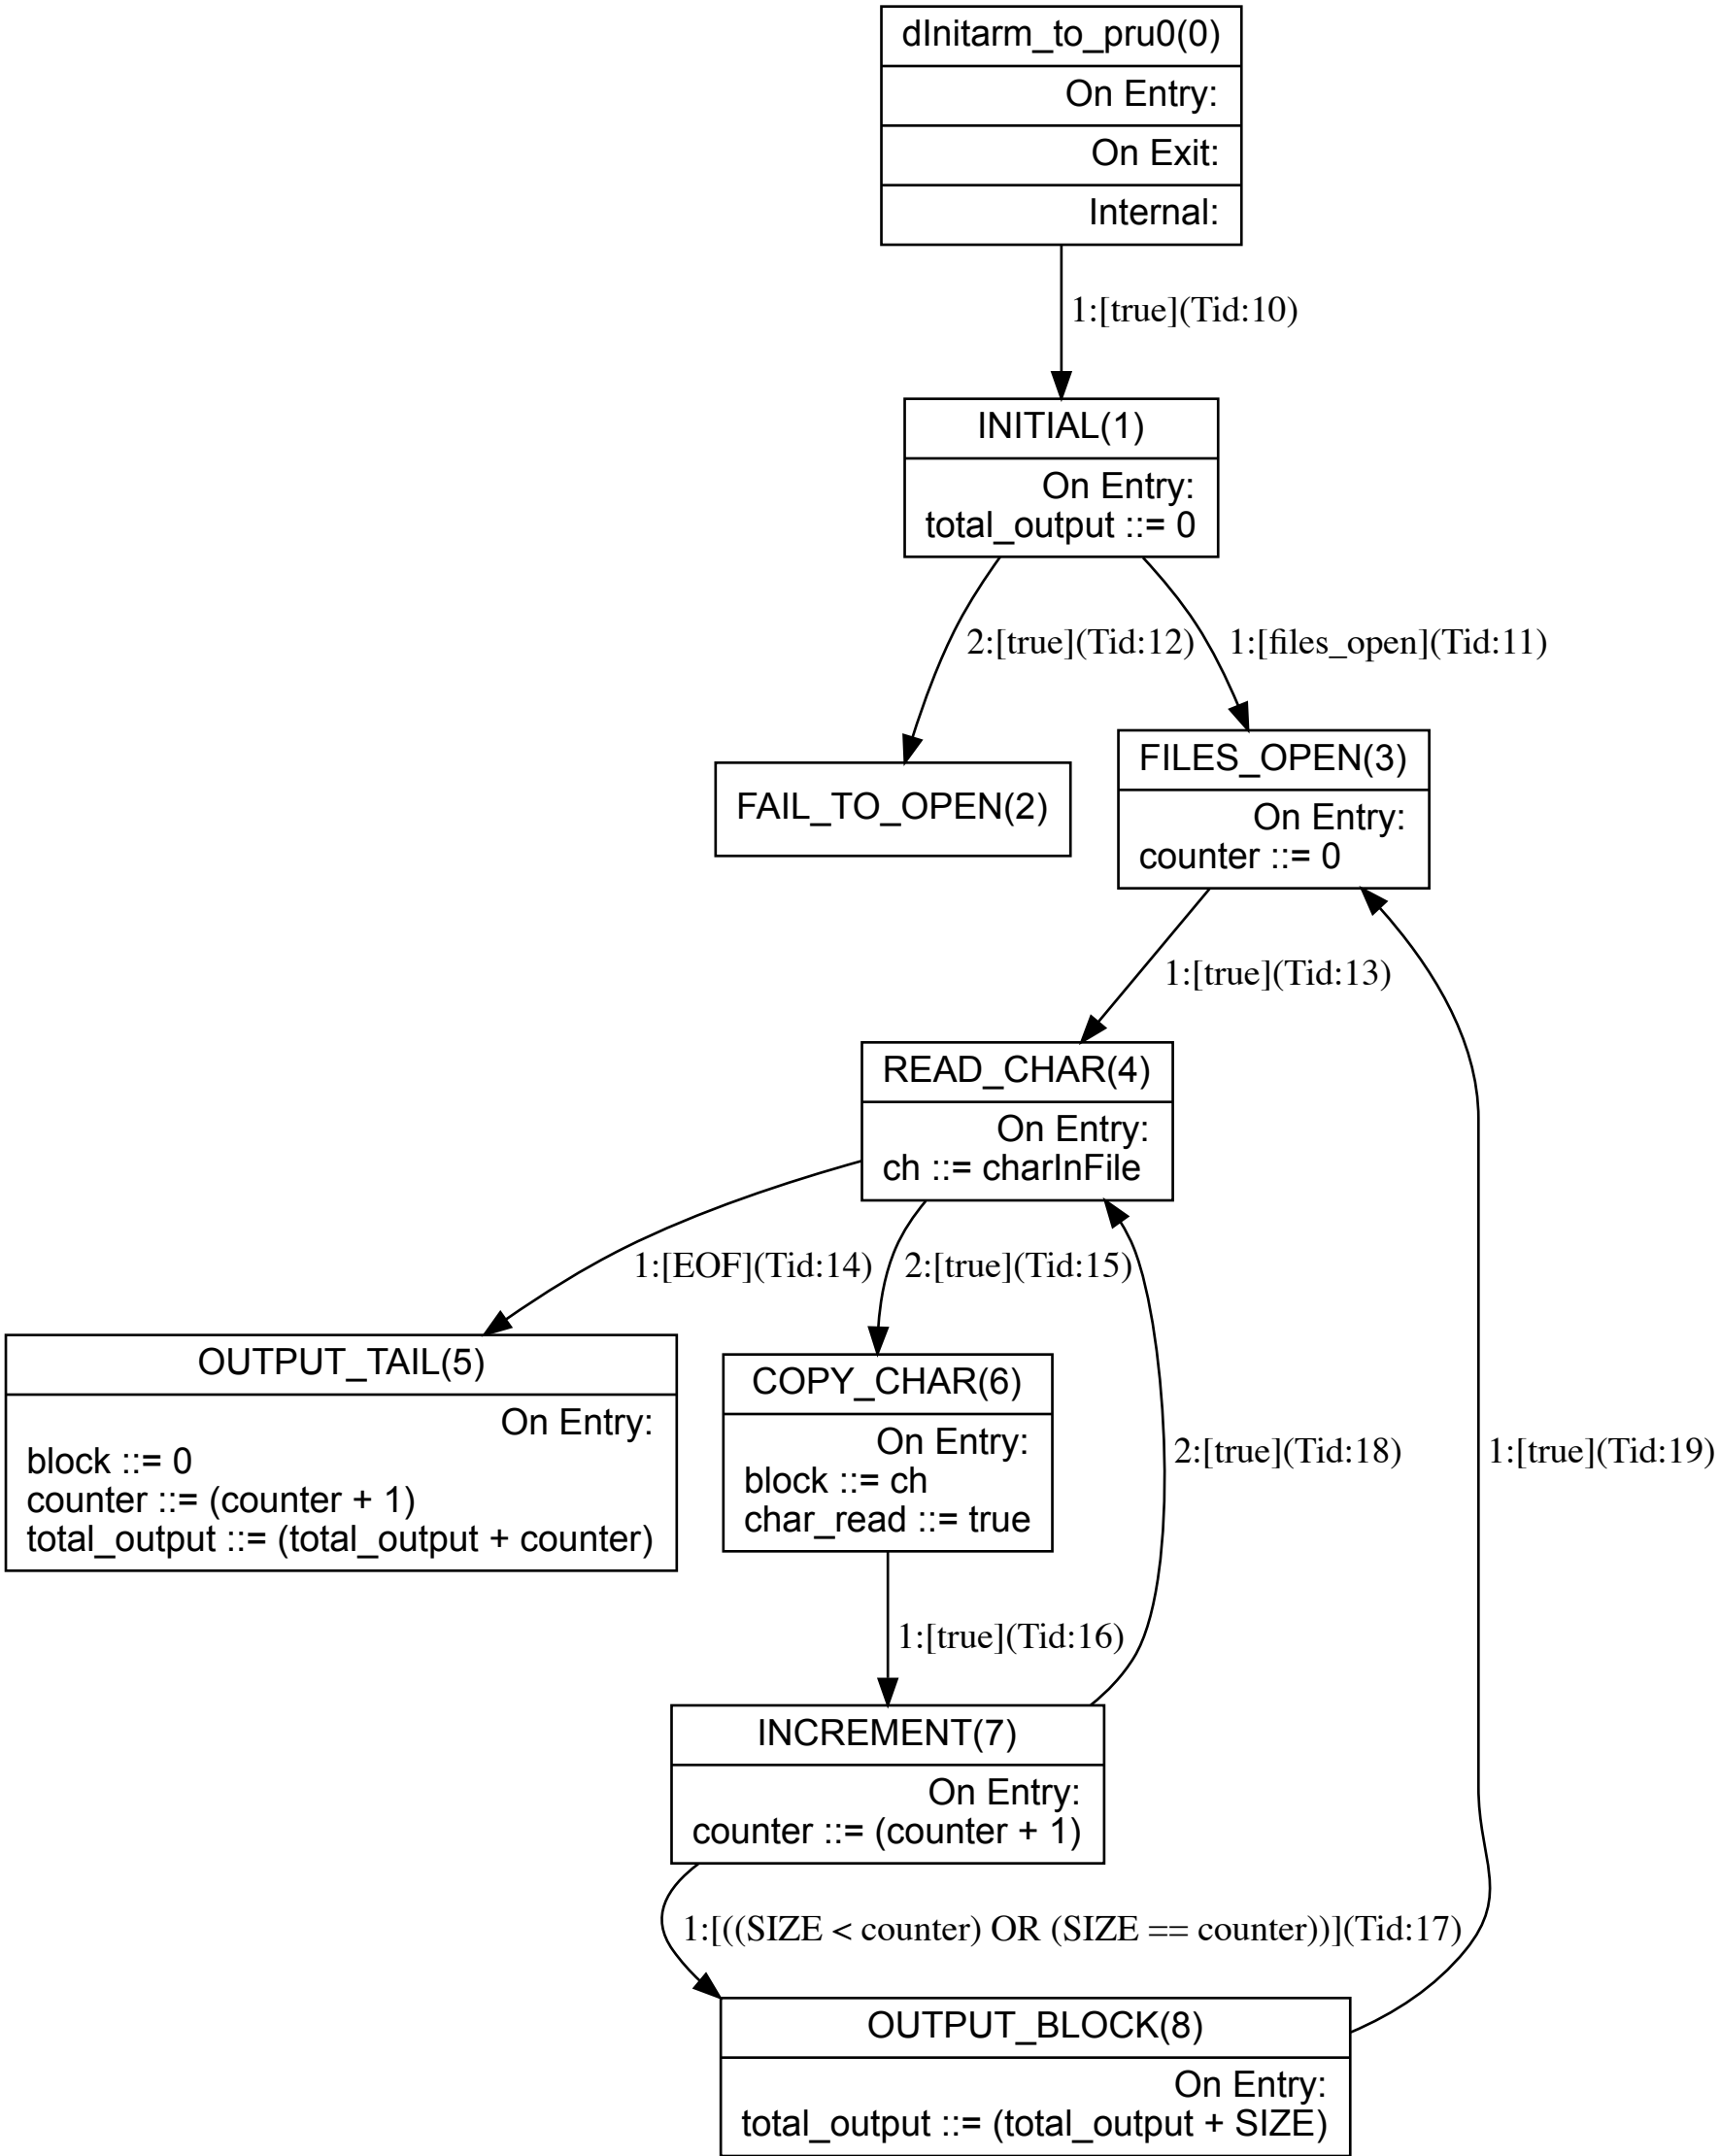 dInitarm_to_pru0(0)
On Entry:
On Exit:
Internal:
1:[true](Tid:10)
INITIAL(1)
On Entry:
total_output ::= 0
2:[true](Tid:12)
1:[files_open](Tid:11)
FAIL_TO_OPEN(2)
FILES_OPEN(3)
On Entry:
counter ::= 0
1:[true](Tid:13)
READ_CHAR(4)
On Entry:
ch ::= charInFile
1:[EOF](Tid:14)
2:[true](Tid:15)
OUTPUT_TAIL(5)
On Entry:
block ::= 0
counter ::= (counter + 1)
total_output ::= (total_output + counter)
COPY_CHAR(6)
On Entry:
block ::= ch
char_read ::= true
2:[true](Tid:18)
1:[true](Tid:19)
1:[true](Tid:16)
INCREMENT(7)
On Entry:
counter ::= (counter + 1)
1:[((SIZE < counter) OR (SIZE == counter))](Tid:17)
OUTPUT_BLOCK(8)
On Entry:
total_output ::= (total_output + SIZE)